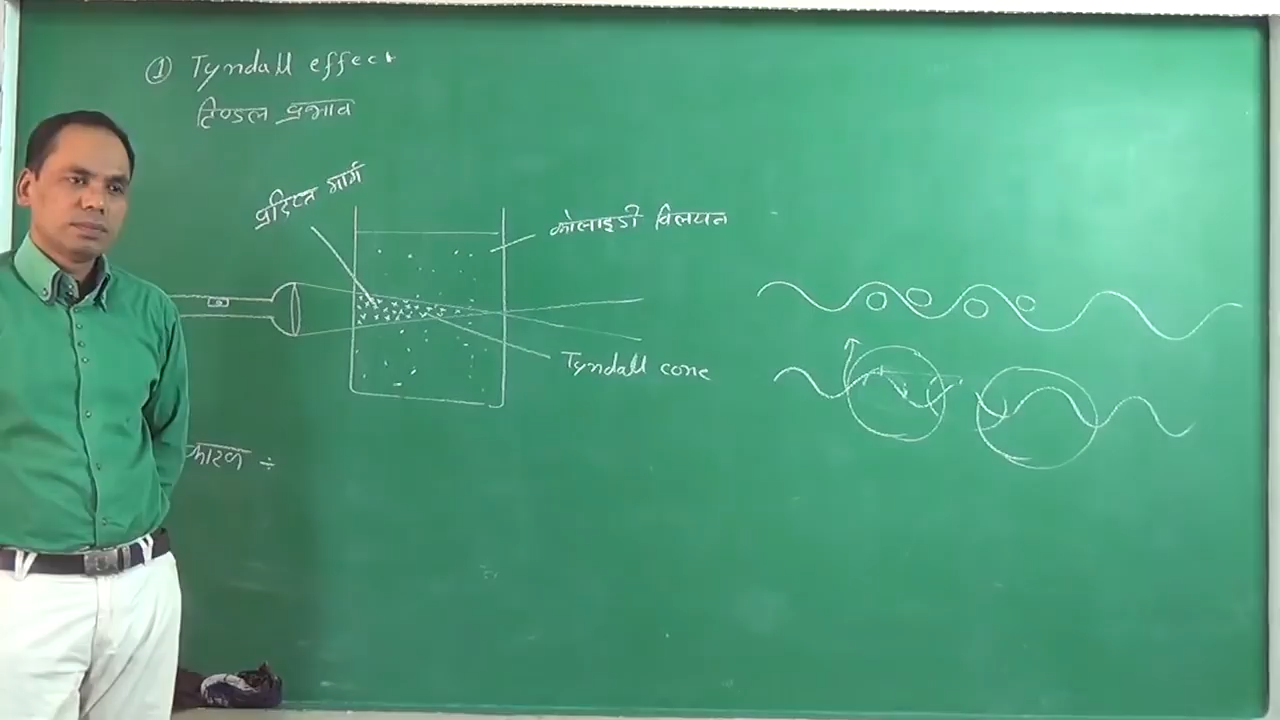 ① Tyndall effect
टिण्डल प्रभाव
प्रदिप्त मार्ग
कोलाइडी विलयन
Tyndall cone
कारण ÷